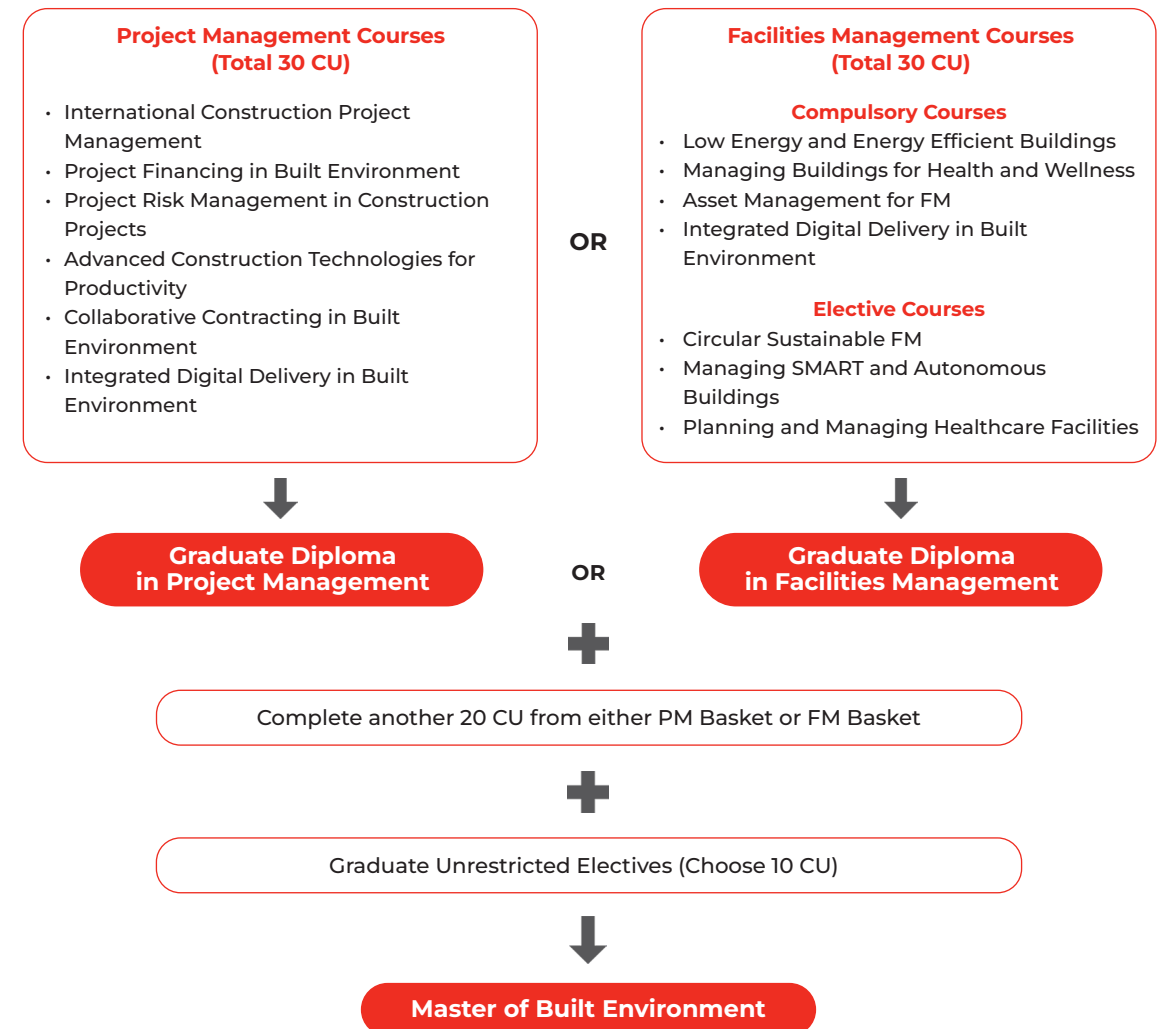 Project Management Courses
(Total 30 CU)
• International Construction Project
Management
• Project Financing in Built Environment
• Project Risk Management in Construction
Projects
• Advanced Construction Technologies for
Productivity
• Collaborative Contracting in Built
Environment
• Integrated Digital Delivery in Built
Environment
OR
Facilities Management Courses
(Total 30 CU)
Compulsory Courses
• Low Energy and Energy Efficient Buildings
• Managing Buildings for Health and Wellness
• Asset Management for FM
• Integrated Digital Delivery in Built
Environment
Elective Courses
• Circular Sustainable FM
• Managing SMART and Autonomous
Buildings
• Planning and Managing Healthcare Facilities
Graduate Diploma
in Project Management
OR
Graduate Diploma
in Facilities Management
Complete another 20 CU from either PM Basket or FM Basket
Graduate Unrestricted Electives (Choose 10 CU)
Master of Built Environment